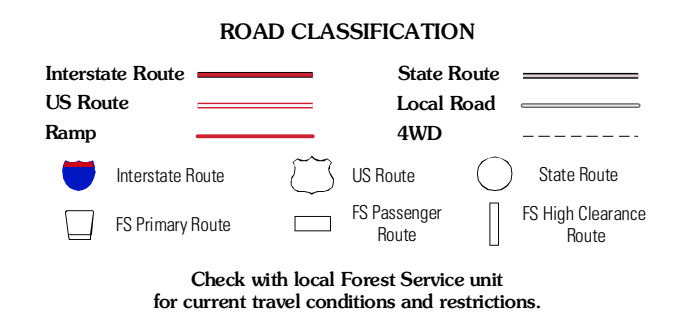 ROAD CLASSIFICATION
Interstate Route
State Route
US Route
Local Road
Ramp
4WD
Interstate Route
US Route
State Route
FS Primary Route
FS Passenger
Route
FS High Clearance
Route
Check with local Forest Service unit
for current travel conditions and restrictions.